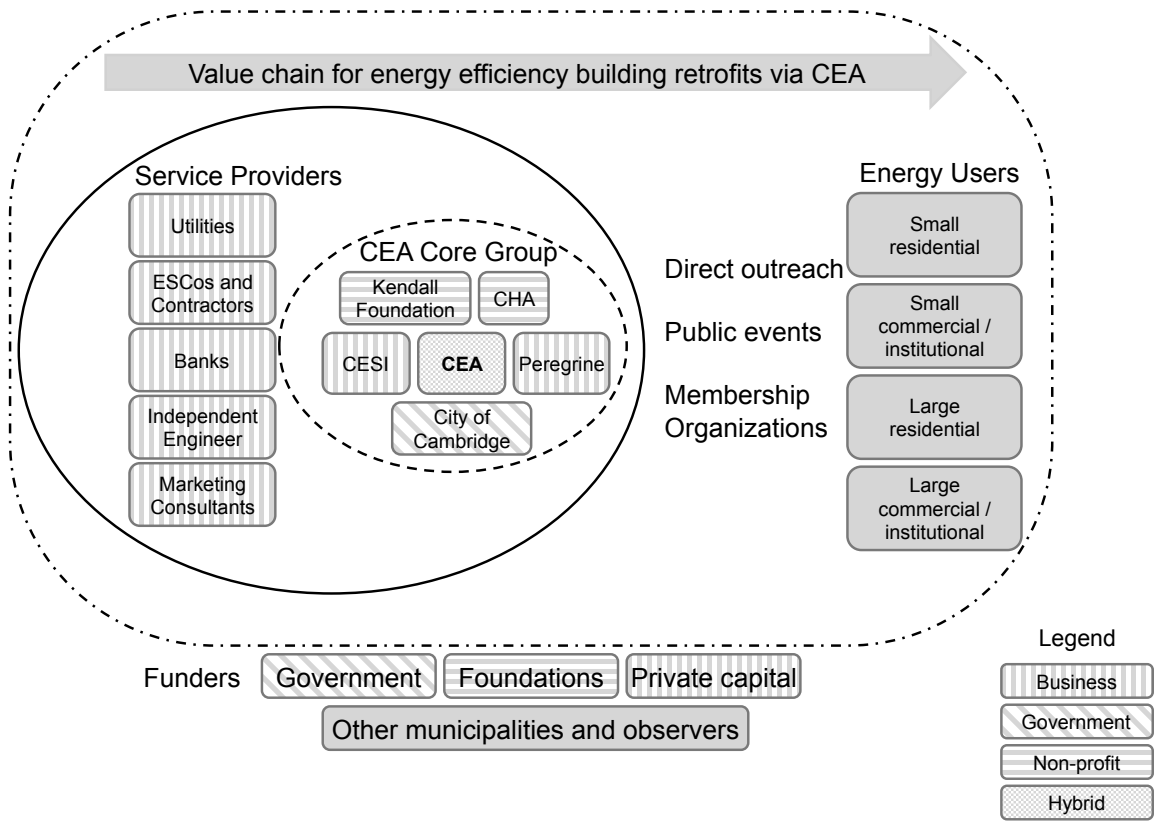 Value chain for energy efficiency building retrofits via CEA
Service Providers
Utilities
ESCos and
Contractors
Banks
Independent
Engineer
Marketing
Consultants
CEA Core Group
Kendall
Foundation
CHA
CESI
CEA
Peregrine
City of
Cambridge
Direct outreach
Public events
Membership
Organizations
Energy Users
Small
residential
Small
commercial /
institutional
Large
residential
Large
commercial /
institutional
Funders
Government
Foundations
Private capital
Other municipalities and observers
Legend
Business
Government
Non-profit
Hybrid